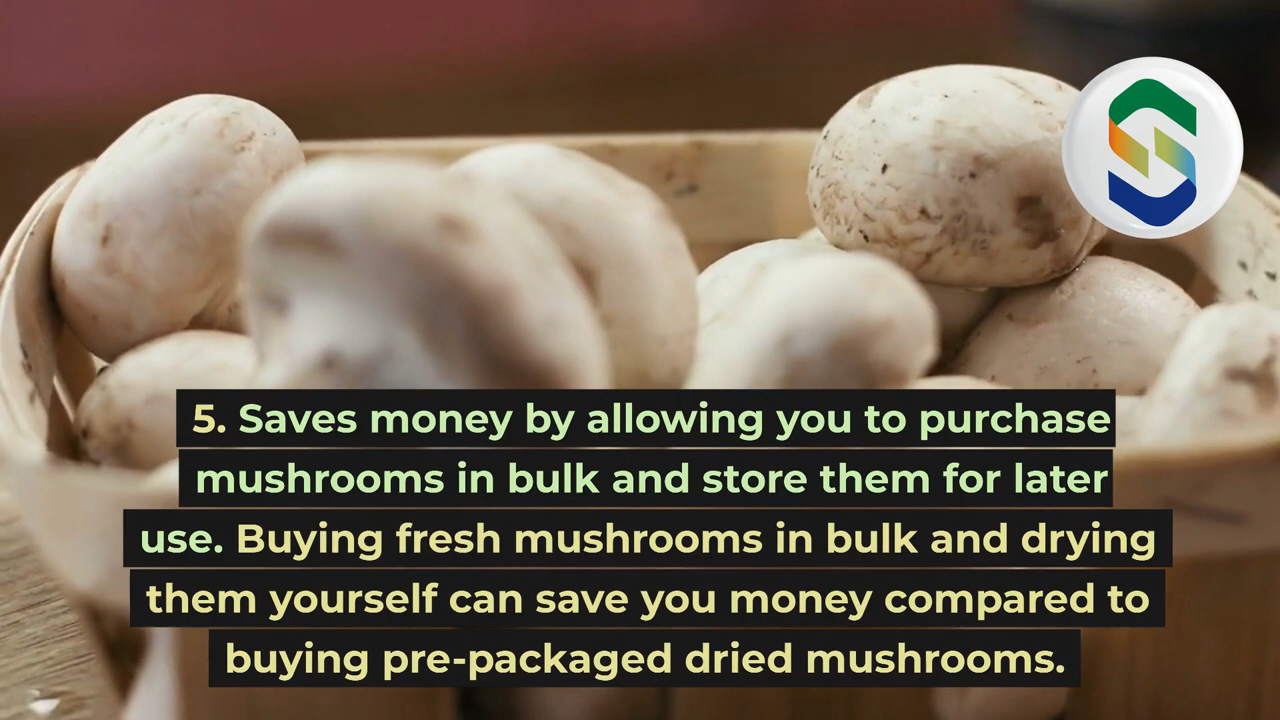 5. Saves money by allowing you to purchase
mushrooms in bulk and store them for later
use. Buying fresh mushrooms in bulk and drying
them yourself can save you money compared to
buying pre-packaged dried mushrooms.